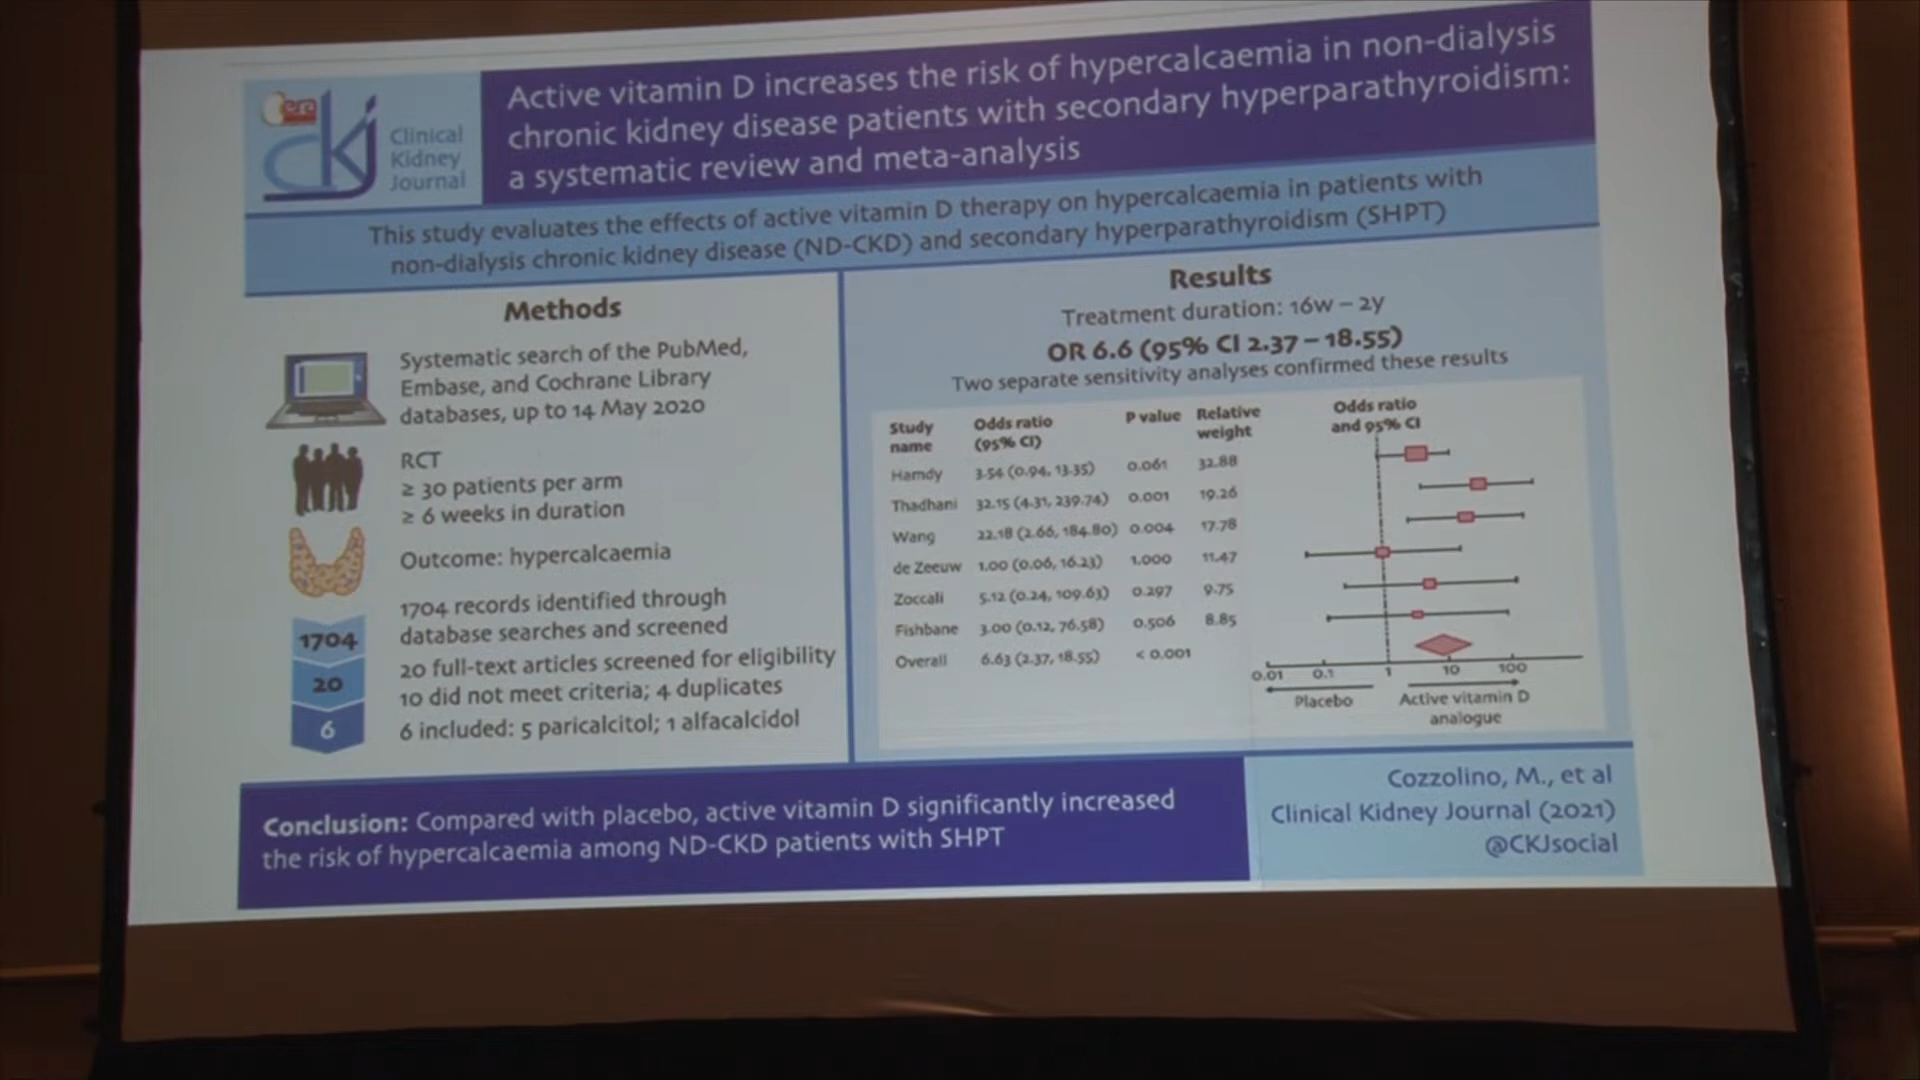 era
ckj
Clinical
Kidney
Journal
Active vitamin D increases the risk of hypercalcaemia in non-dialysis
chronic kidney disease patients with secondary hyperparathyroidism:
a systematic review and meta-analysis
This study evaluates the effects of active vitamin D therapy on hypercalcaemia in patients with
non-dialysis chronic kidney disease (ND-CKD) and secondary hyperparathyroidism (SHPT)
Methods
Systematic search of the PubMed,
Embase, and Cochrane Library
databases, up to 14 May 2020
RCT
≥ 30 patients per arm
≥ 6 weeks in duration
Outcome: hypercalcaemia
1704
1704 records identified through
database searches and screened
20
20 full-text articles screened for eligibility
10 did not meet criteria; 4 duplicates
6
6 included: 5 paricalcitol; 1 alfacalcidol
Results
Treatment duration: 16w – 2y
OR 6.6 (95% CI 2.37 – 18.55)
Two separate sensitivity analyses confirmed these results
Study name Odds ratio (95% CI) P value Relative weight
Odds ratio
and 95% CI
Hamdy 3.54 (0.94, 13.35) 0.061 32.88
Thadhani 32.15 (4.31, 239.74) 0.001 19.26
Wang 22.18 (2.66, 184.80) 0.004 17.78
de Zeeuw 1.00 (0.06, 16.23) 1.000 11.47
Zoccali 5.12 (0.24, 109.63) 0.297 9.75
Fishbane 3.00 (0.12, 76.58) 0.506 8.85
Overall 6.63 (2.37, 18.55) < 0.001
0.01 0.1 1 10 100
Placebo
Active vitamin D
analogue
Conclusion: Compared with placebo, active vitamin D significantly increased
the risk of hypercalcaemia among ND-CKD patients with SHPT
Cozzolino, M., et al
Clinical Kidney Journal (2021)
@CKJsocial